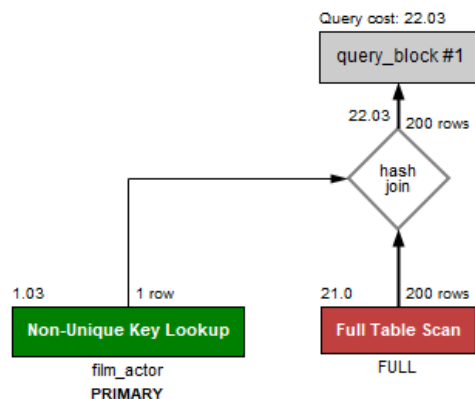 Query cost: 22.03
query_block #1
22.03 200 rows
hash
join
1.03 1 row
Non-Unique Key Lookup
film_actor
PRIMARY
21.0 200 rows
Full Table Scan
FULL